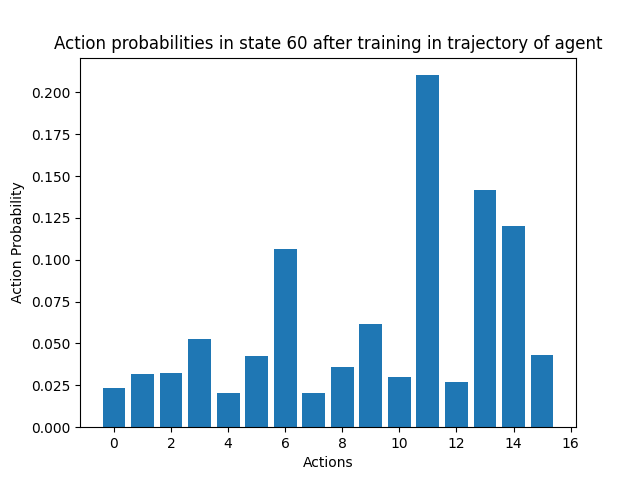 Action probabilities in state 60 after training in trajectory of agent
0.200
0.175
0.150
0.125
0.100
0.075
0.050
0.025
0.000
Action Probability
0 2 4 6 8 10 12 14 16
Actions